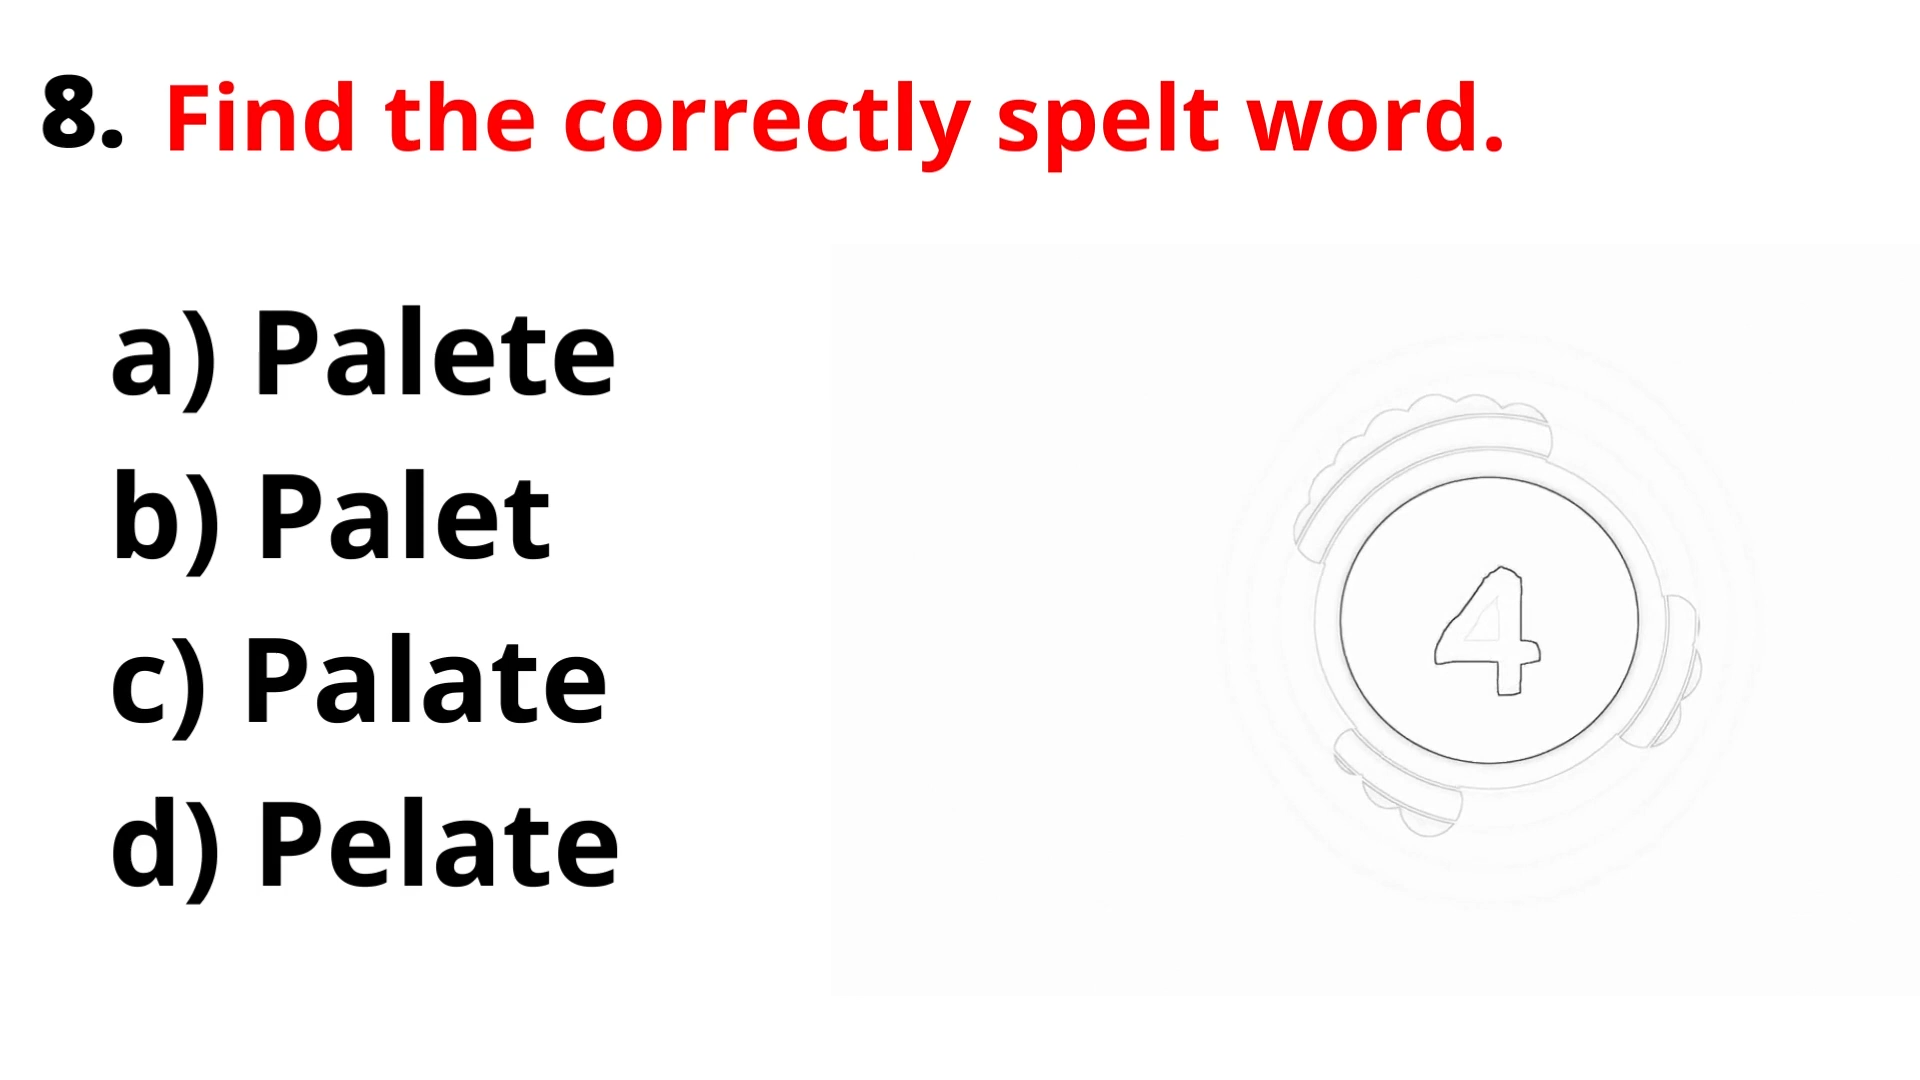 8. Find the correctly spelt word.
a) Palete
b) Palet
c) Palate
d) Pelate
4